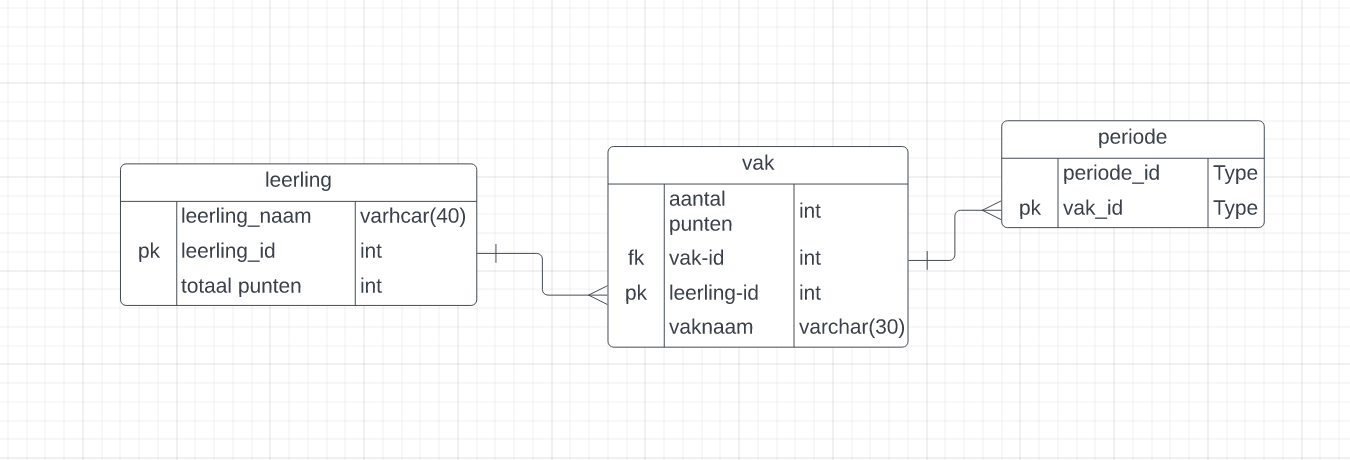 leerling
leerling_naam varhcar(40)
pk leerling_id int
totaal punten int
vak
aantal
punten int
fk vak-id int
pk leerling-id int
vaknaam varchar(30)
periode
periode_id Type
pk vak_id Type